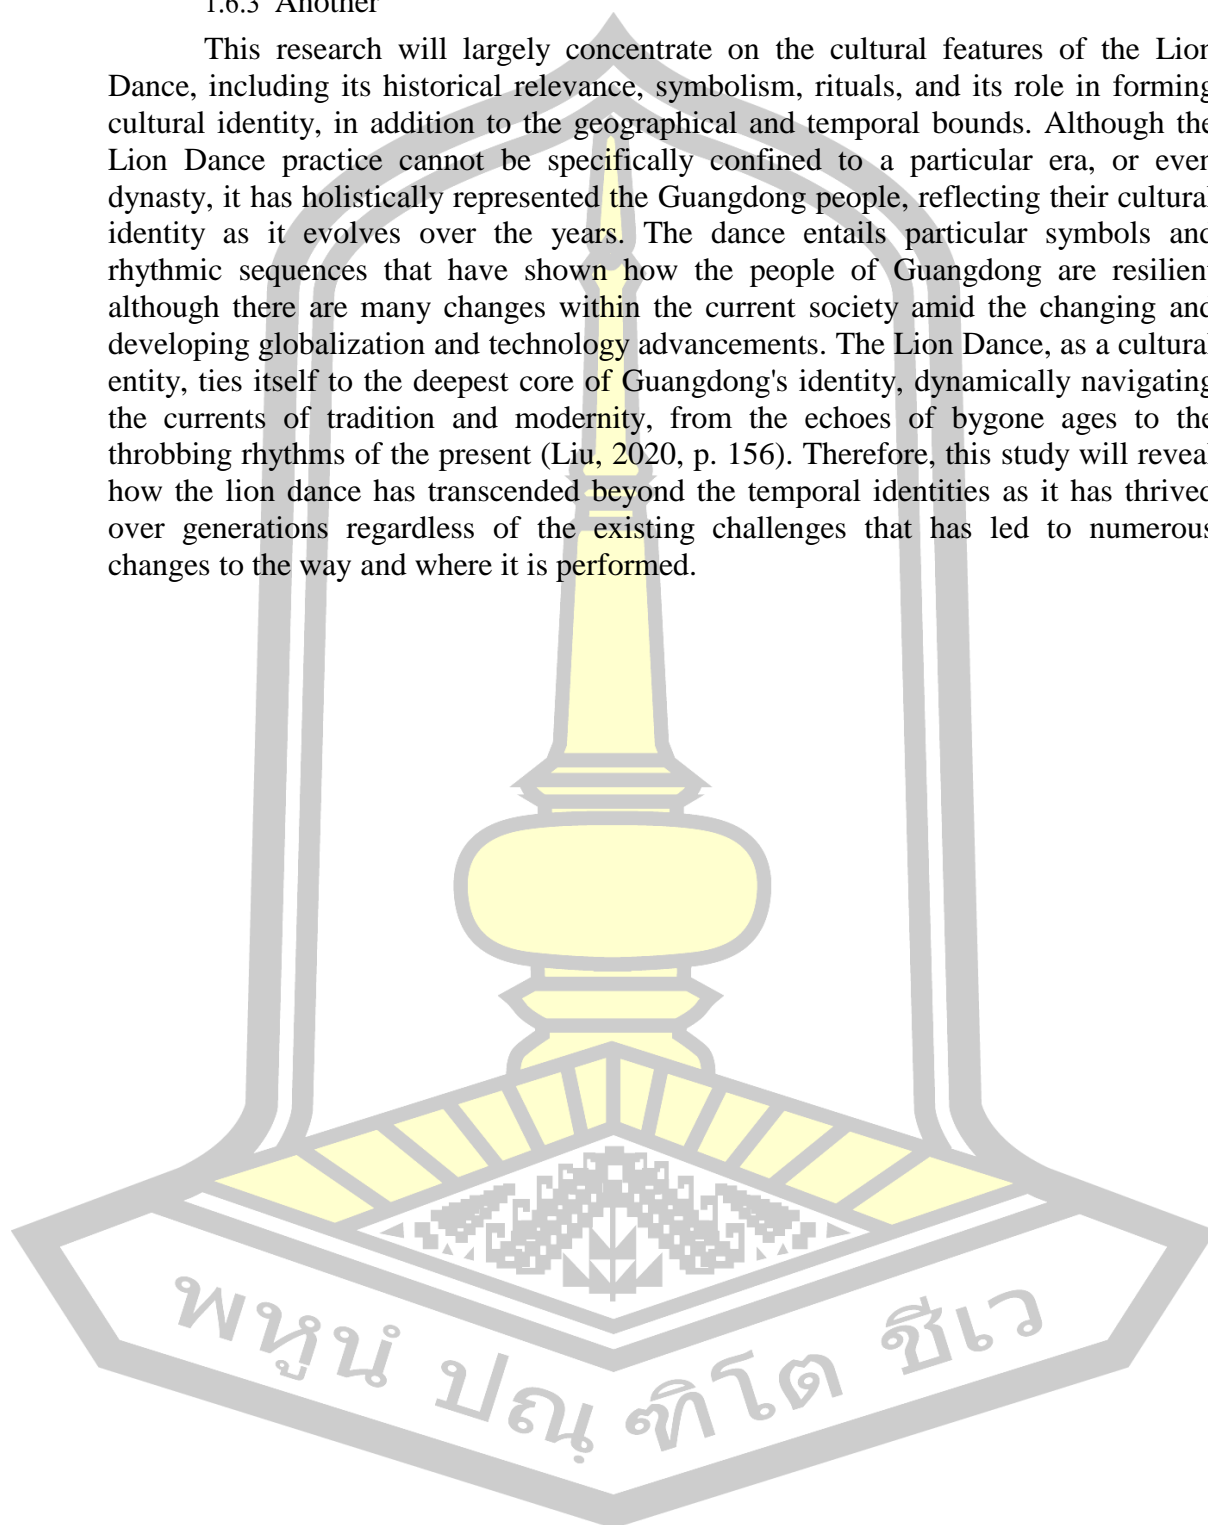 1.6.3 Another
This research will largely concentrate on the cultural features of the Lion
Dance, including its historical relevance, symbolism, rituals, and its role in forming
cultural identity, in addition to the geographical and temporal bounds. Although the
Lion Dance practice cannot be specifically confined to a particular era, or even
dynasty, it has holistically represented the Guangdong people, reflecting their cultural
identity as it evolves over the years. The dance entails particular symbols and
rhythmic sequences that have shown how the people of Guangdong are resilient
although there are many changes within the current society amid the changing and
developing globalization and technology advancements. The Lion Dance, as a cultural
entity, ties itself to the deepest core of Guangdong's identity, dynamically navigating
the currents of tradition and modernity, from the echoes of bygone ages to the
throbbing rhythms of the present (Liu, 2020, p. 156). Therefore, this study will reveal
how the lion dance has transcended beyond the temporal identities as it has thrived
over generations regardless of the existing challenges that has led to numerous
changes to the way and where it is performed.
พหูนํ ปณฺ ฑิโต ชีเว